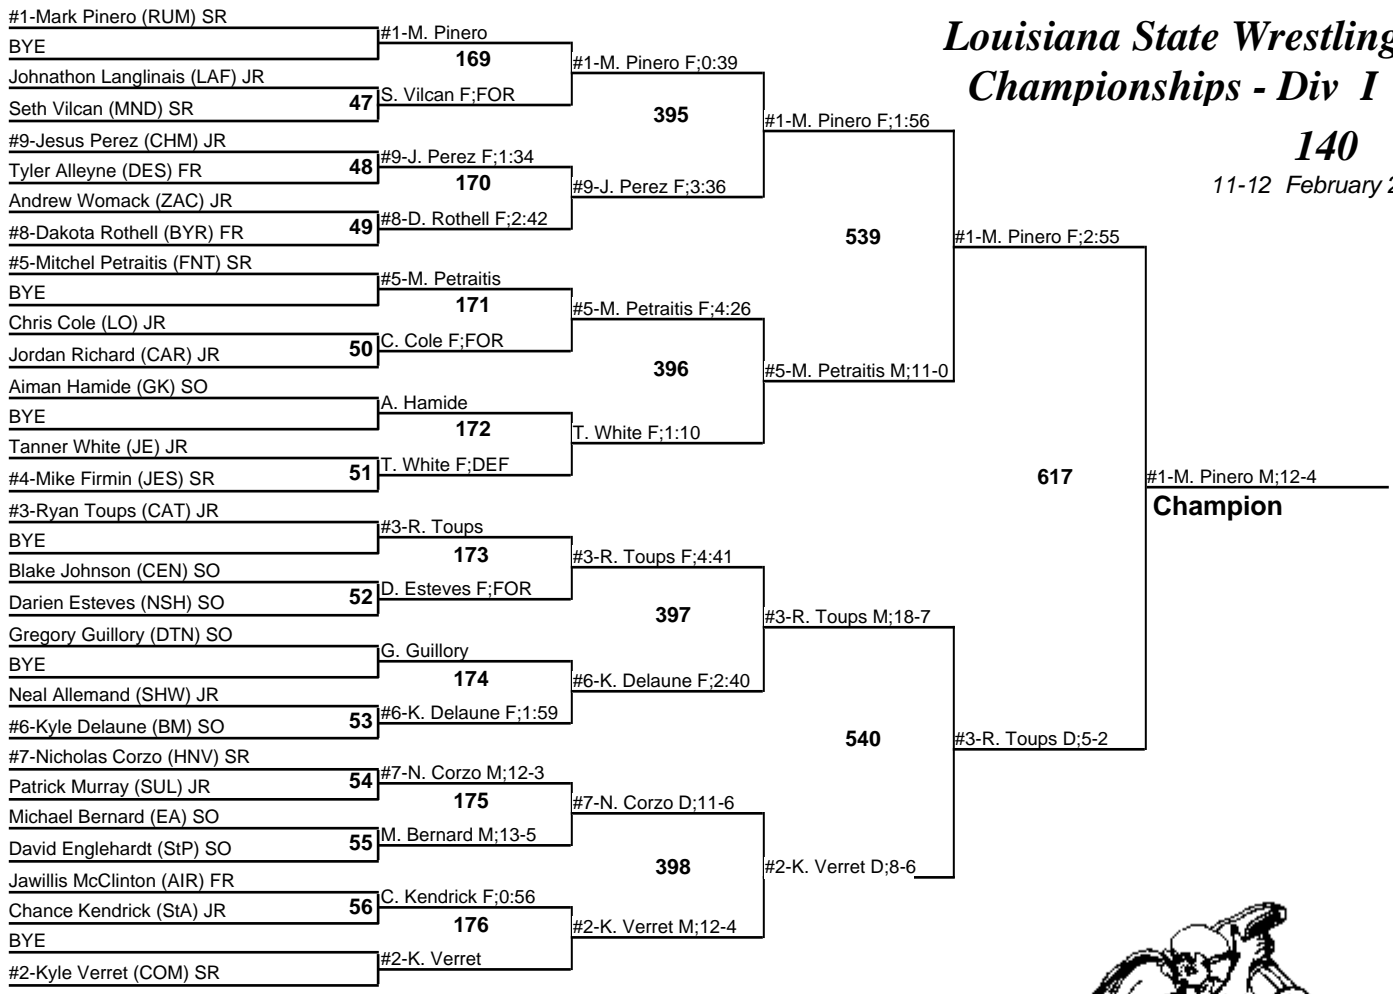 Louisiana State Wrestling
Championships - Div I
140
11-12 February 2
#1-Mark Pinero (RUM) SR
BYE
Johnathon Langlinais (LAF) JR
Seth Vilcan (MND) SR
#9-Jesus Perez (CHM) JR
Tyler Alleyne (DES) FR
Andrew Womack (ZAC) JR
#8-Dakota Rothell (BYR) FR
#5-Mitchel Petraitis (FNT) SR
BYE
Chris Cole (LO) JR
Jordan Richard (CAR) JR
Aiman Hamide (GK) SO
BYE
Tanner White (JE) JR
#4-Mike Firmin (JES) SR
#3-Ryan Toups (CAT) JR
BYE
Blake Johnson (CEN) SO
Darien Esteves (NSH) SO
Gregory Guillory (DTN) SO
BYE
Neal Allemand (SHW) JR
#6-Kyle Delaune (BM) SO
#7-Nicholas Corzo (HNV) SR
Patrick Murray (SUL) JR
Michael Bernard (EA) SO
David Englehardt (StP) SO
Jawillis McClinton (AIR) FR
Chance Kendrick (StA) JR
BYE
#2-Kyle Verret (COM) SR
47
48
49
50
51
52
53
54
55
56
#1-M. Pinero
169
S. Vilcan F;FOR
#9-J. Perez F;1:34
170
#8-D. Rothell F;2:42
#5-M. Petraitis
171
C. Cole F;FOR
A. Hamide
172
T. White F;DEF
#3-R. Toups
173
D. Esteves F;FOR
G. Guillory
174
#6-K. Delaune F;1:59
#7-N. Corzo M;12-3
175
M. Bernard M;13-5
C. Kendrick F;0:56
176
#2-K. Verret
#1-M. Pinero F;0:39
395
#9-J. Perez F;3:36
#5-M. Petraitis F;4:26
396
T. White F;1:10
#3-R. Toups F;4:41
397
#6-K. Delaune F;2:40
#7-N. Corzo D;11-6
398
#2-K. Verret M;12-4
#1-M. Pinero F;1:56
539
#5-M. Petraitis M;11-0
#3-R. Toups M;18-7
540
#2-K. Verret D;8-6
#1-M. Pinero F;2:55
617
#3-R. Toups D;5-2
#1-M. Pinero M;12-4
Champion